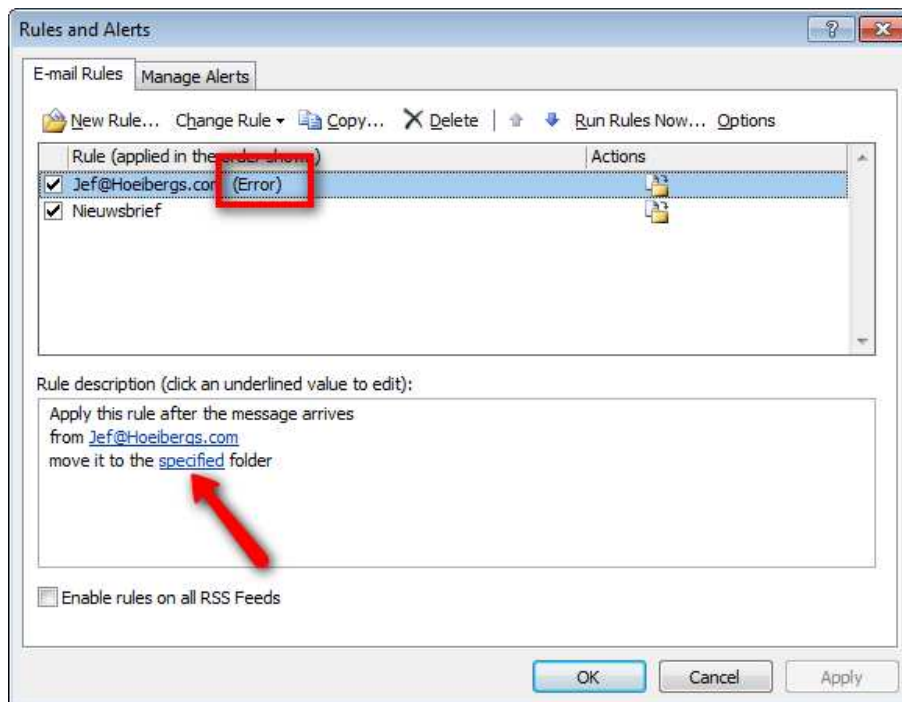 Rules and Alerts
E-mail Rules
Manage Alerts
New Rule... Change Rule Copy... Delete Run Rules Now... Options
Rule (applied in the order shown) Actions
Jef@Hoeibergs.com (Error)
Nieuwsbrief
Rule description (click an underlined value to edit):
Apply this rule after the message arrives
from Jef@Hoeibergs.com
move it to the specified folder
Enable rules on all RSS Feeds
OK Cancel Apply